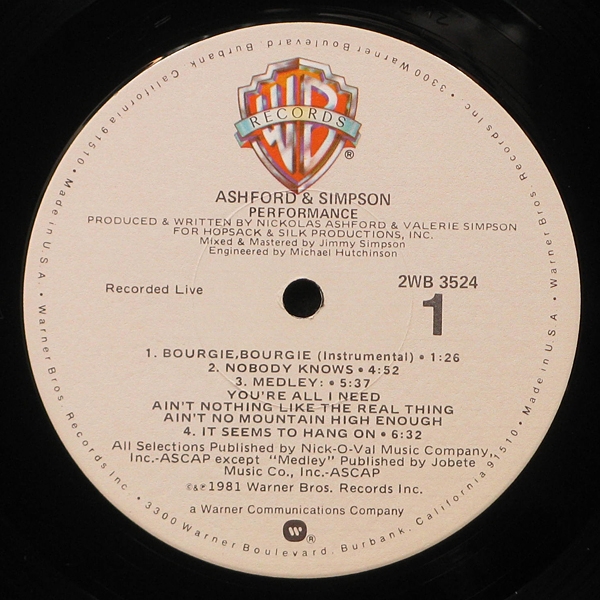 WB
RECORDS
®
ASHFORD & SIMPSON
PERFORMANCE
PRODUCED & WRITTEN BY NICKOLAS ASHFORD & VALERIE SIMPSON
FOR HOPSACK & SILK PRODUCTIONS, INC.
Mixed & Mastered by Jimmy Simpson
Engineered by Michael Hutchinson
Recorded Live
2WB 3524
1
1. BOURGIE,BOURGIE (Instrumental) • 1:26
2. NOBODY KNOWS • 4:52
3. MEDLEY: • 5:37
YOU'RE ALL I NEED
AIN'T NOTHING LIKE THE REAL THING
AIN'T NO MOUNTAIN HIGH ENOUGH
4. IT SEEMS TO HANG ON • 6:32
All Selections Published by Nick-O-Val Music Company,
Inc.-ASCAP except "Medley" Published by Jobete
Music Co., Inc.-ASCAP
©&℗1981 Warner Bros. Records Inc.
a Warner Communications Company
W®
Made in U.S.A. • Warner Bros. Records Inc. • 3300 Warner Boulevard, Burbank, California 91510 • Made in U.S.A. • Warner Bros. Records Inc. • 3300 Warner Boulevard, Burbank, California 91510 •